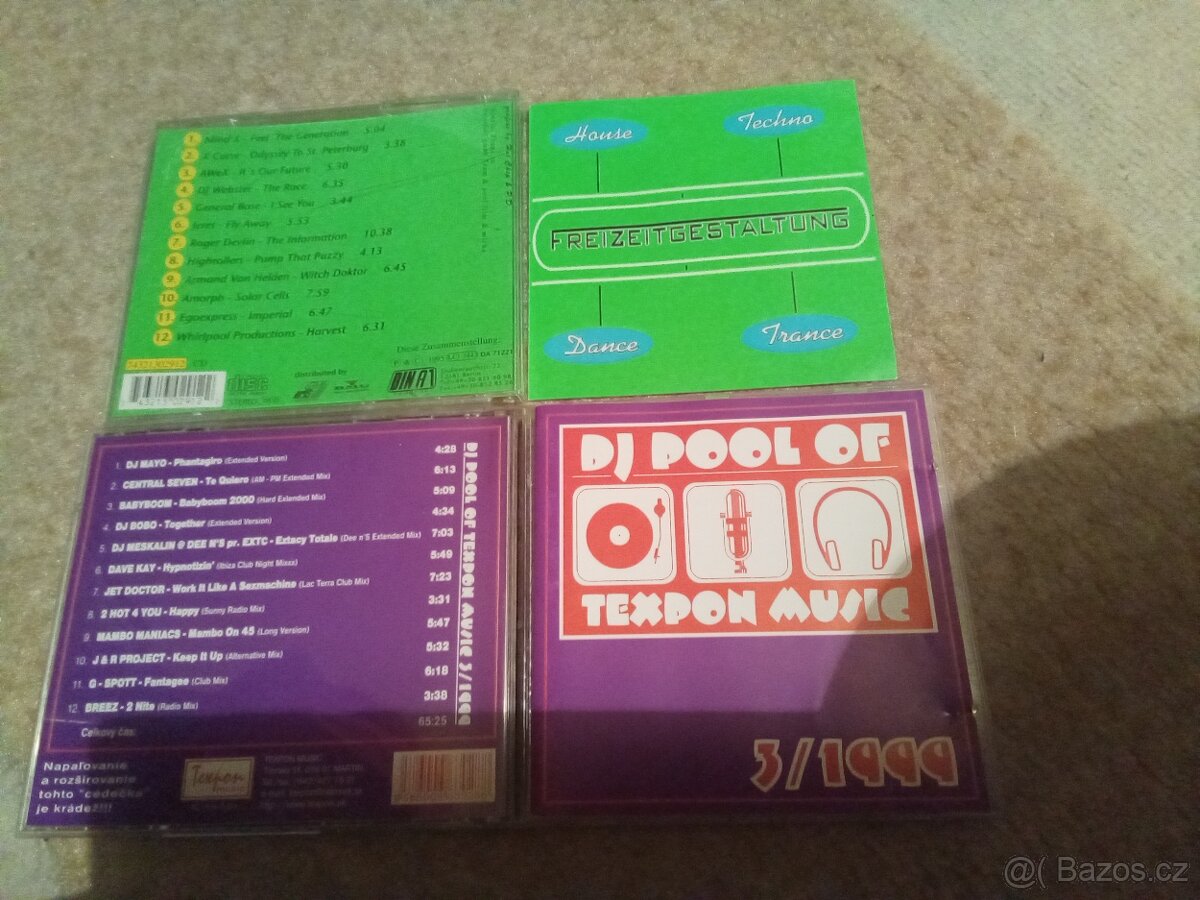 1. Mind X - Feel The Generation 5.04
2. X Curve - Odyssey To St. Peterburg 3.38
3. AWeX - It's Our Future 5.30
4. DJ Webster - The Race 6.35
5. General Base - I See You 3.44
6. Jeret - Fly Away 5.53
7. Roger Devlin - The Information 10.38
8. Highrollers - Pump That Puzzy 4.13
9. Armand Van Helden - Witch Doktor 6.45
10. Amorph - Solar Cells 7.59
11. Egoexpress - Imperial 6.47
12. Whirlpool Productions - Harvest 6.31
Diese Zusammenstellung:
distributed by
DA 71221
DIN A1
House
Techno
FREIZEITGESTALTUNG
Dance
Trance
1. DJ MAYO - Phantagiro (Extended Version) 4:28
2. CENTRAL SEVEN - Te Quiero (AM - PM Extended Mix) 6:13
3. BABYBOOM - Babyboom 2000 (Hard Extended Mix) 5:09
4. DJ BOBO - Together (Extended Version) 4:34
5. DJ MESKALIN @ DEE N'S pr. EXTC - Extacy Totale (Dee n'S Extended Mix) 7:03
6. DAVE KAY - Hypnotizin' (Ibiza Club Night Mixxx) 5:49
7. JET DOCTOR - Work It Like A Sexmachine (Lac Terra Club Mix) 7:23
8. 2 HOT 4 YOU - Happy (Sunny Radio Mix) 3:31
9. MAMBO MANIACS - Mambo On 45 (Long Version) 5:47
10. J & R PROJECT - Keep It Up (Alternative Mix) 5:32
11. G - SPOTT - Fantagee (Club Mix) 6:18
12. BREEZ - 2 Nite (Radio Mix) 3:38
Celkový čas: 65:25
DJ POOL OF TEXPON MUSIC 3/1999
Napaľovanie
a rozširovanie
tohto "cédečka"
je krádež!!!
Texpon
TEXPON MUSIC
DJ POOL OF
TEXPON MUSIC
3/1999
@( Bazos.cz